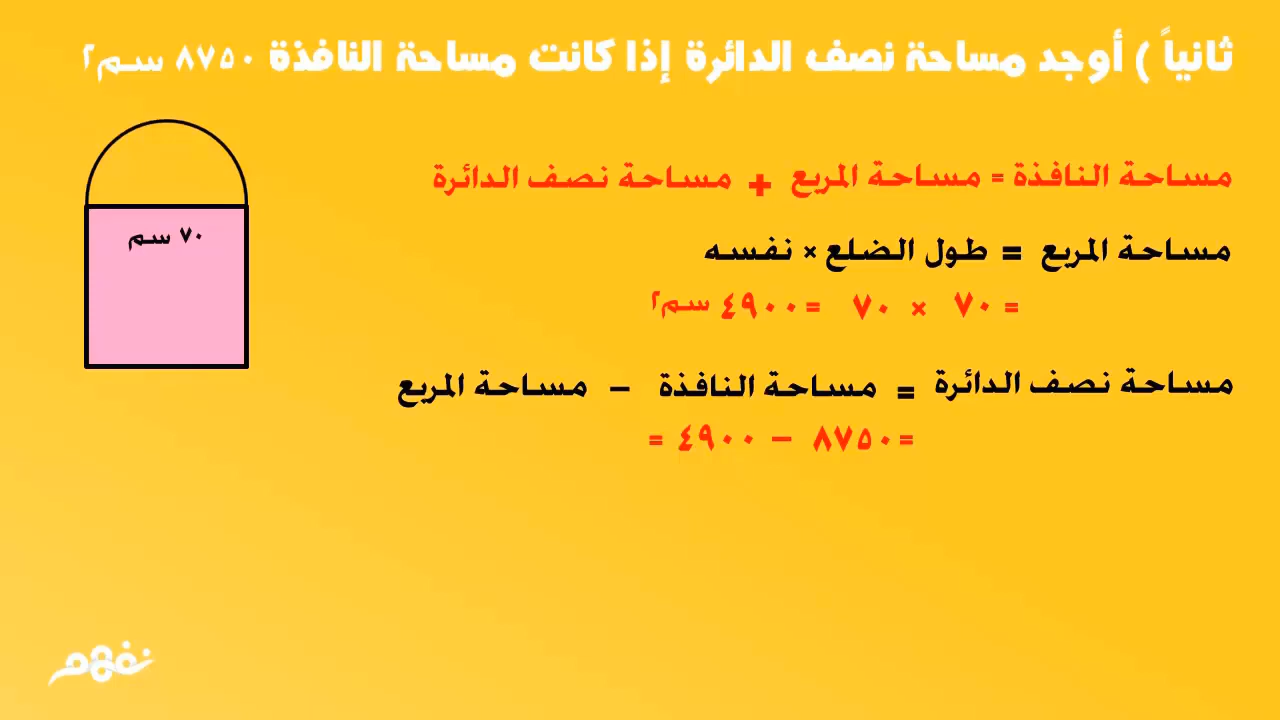 ثانياً ) أوجد مساحة نصف الدائرة إذا كانت مساحة النافذة ٨٧٥٠ سم٢
مساحة النافذة = مساحة المربع + مساحة نصف الدائرة
مساحة المربع = طول الضلع × نفسه
= ٧٠ × ٧٠ = ٤٩٠٠ سم٢
مساحة نصف الدائرة = مساحة النافذة – مساحة المربع
= ٨٧٥٠ – ٤٩٠٠ =
٧٠ سم
نفهم